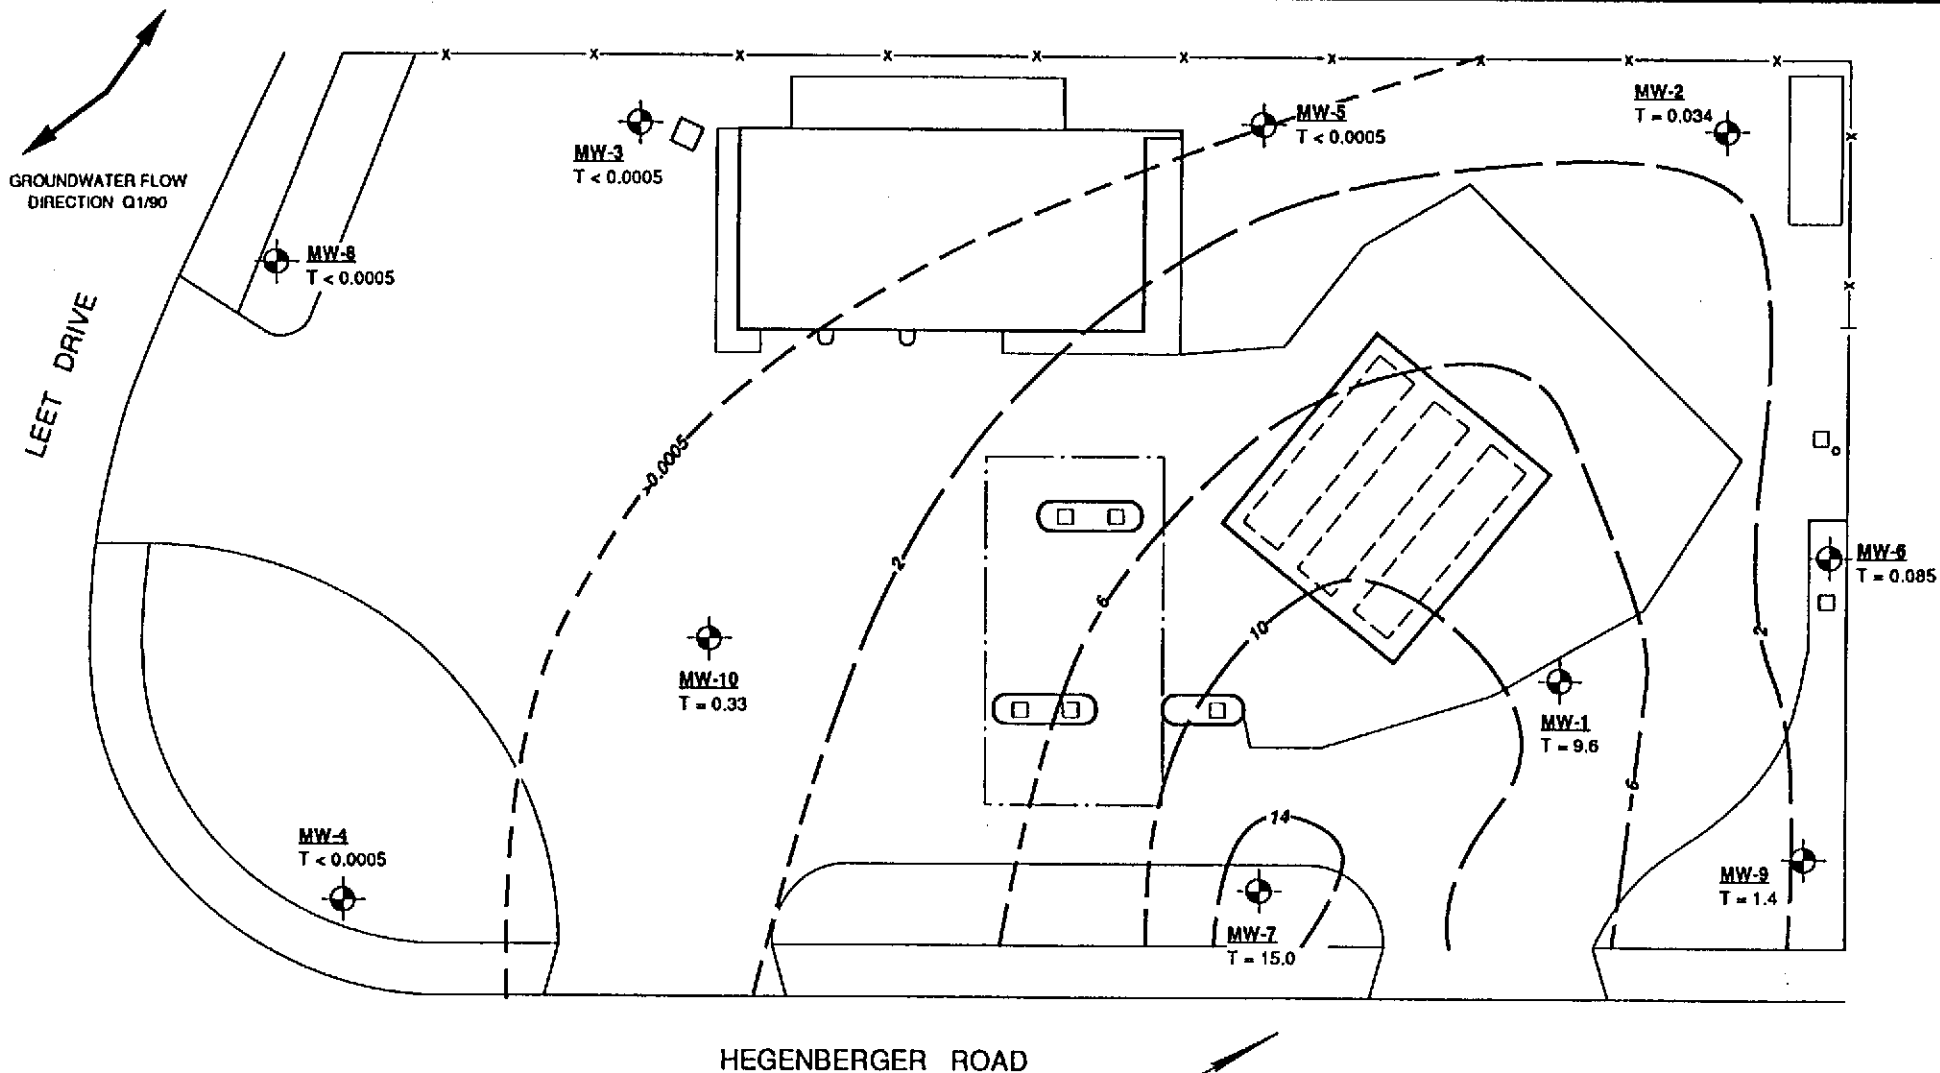 MW-5
T < 0.0005
MW-2
T = 0.034
MW-3
T < 0.0005
GROUNDWATER FLOW
DIRECTION Q1/90
MW-8
T < 0.0005
LEET DRIVE
>0.0005
2
6
10
MW-6
T = 0.085
2
MW-10
T = 0.33
MW-1
T = 9.6
6
14
MW-4
T < 0.0005
MW-9
T = 1.4
MW-7
T = 15.0
HEGENBERGER ROAD